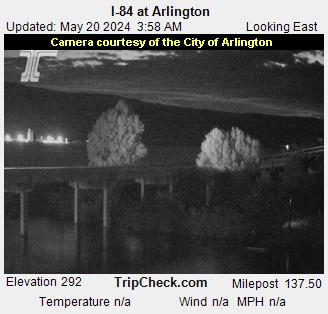 I-84 at Arlington
Updated: May 20 2024 3:58 AM Looking East
Camera courtesy of the City of Arlington
Elevation 292 TripCheck.com Milepost 137.50
Temperature n/a Wind n/a MPH n/a